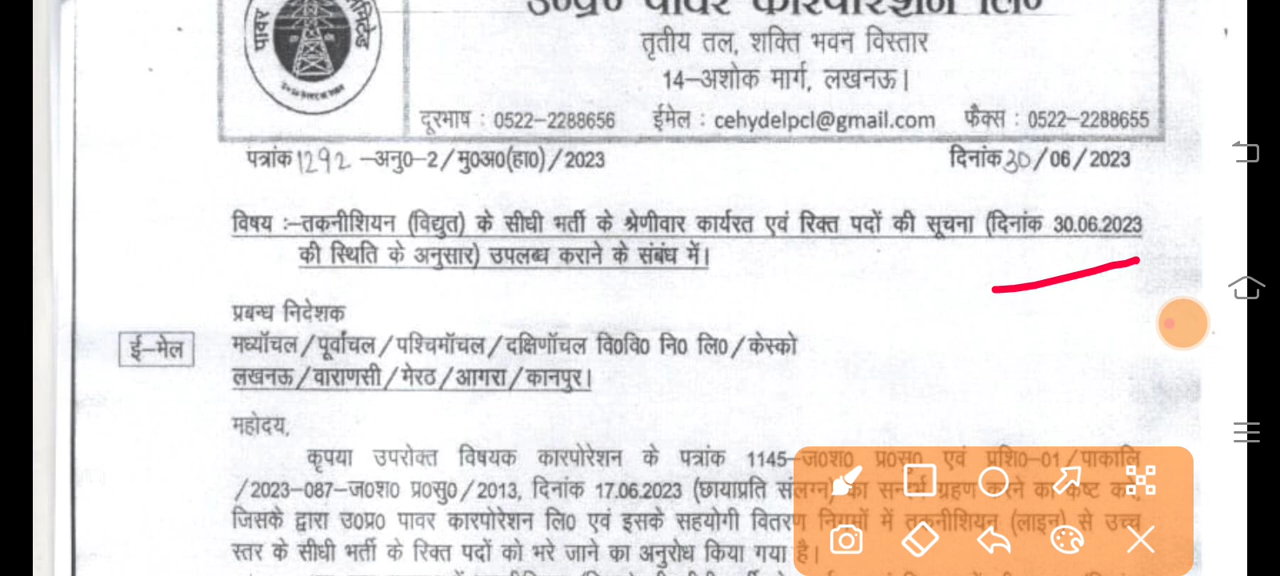 उ०प्र० पावर कारपोरेशन लि०
तृतीय तल, शक्ति भवन विस्तार
14–अशोक मार्ग, लखनऊ।
दूरभाष : 0522–2288656 ईमेल : cehydelpcl@gmail.com फैक्स : 0522–2288655
पत्रांक 1292 –अनु0–2/मु0अ0(हा0)/2023 दिनांक 30/06/2023
विषय :–तकनीशियन (विद्युत) के सीधी भर्ती के श्रेणीवार कार्यरत एवं रिक्त पदों की सूचना (दिनांक 30.06.2023
की स्थिति के अनुसार) उपलब्ध कराने के संबंध में।
प्रबन्ध निदेशक
ई–मेल
मध्यॉचल/पूर्वांचल/पश्चिमॉचल/दक्षिणॉचल वि0वि0 नि0 लि0/केस्को
लखनऊ/वाराणसी/मेरठ/आगरा/कानपुर।
महोदय,
कृपया उपरोक्त विषयक कारपोरेशन के पत्रांक 1145–ज0श0 प्र0सु0 एवं प्रशि0–01/पाकालि
/2023–087–ज0श0 प्र0सु0/2013, दिनांक 17.06.2023 (छायाप्रति संलग्न) का सन्दर्भ ग्रहण करने का कष्ट करें,
जिसके द्वारा उ0प्र0 पावर कारपोरेशन लि0 एवं इसके सहयोगी वितरण निगमों में तकनीशियन (लाइन) से उच्च
स्तर के सीधी भर्ती के रिक्त पदों को भरे जाने का अनुरोध किया गया है।